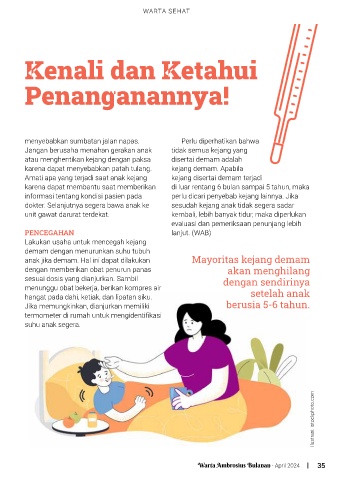 WARTA SEHAT
Kenali dan Ketahui
Penanganannya!
menyebabkan sumbatan jalan napas.
Jangan berusaha menahan gerakan anak
atau menghentikan kejang dengan paksa
karena dapat menyebabkan patah tulang.
Amati apa yang terjadi saat anak kejang
karena dapat membantu saat memberikan
informasi tentang kondisi pasien pada
dokter. Selanjutnya segera bawa anak ke
unit gawat darurat terdekat.
PENCEGAHAN
Lakukan usaha untuk mencegah kejang
demam dengan menurunkan suhu tubuh
anak jika demam. Hal ini dapat dilakukan
dengan memberikan obat penurun panas
sesuai dosis yang dianjurkan. Sambil
menunggu obat bekerja, berikan kompres air
hangat pada dahi, ketiak, dan lipatan siku.
Jika memungkinkan, dianjurkan memiliki
termometer di rumah untuk mengidentifikasi
suhu anak segera.
Perlu diperhatikan bahwa
tidak semua kejang yang
disertai demam adalah
kejang demam. Apabila
kejang disertai demam terjadi
di luar rentang 6 bulan sampai 5 tahun, maka
perlu dicari penyebab kejang lainnya. Jika
sesudah kejang anak tidak segera sadar
kembali, lebih banyak tidur, maka diperlukan
evaluasi dan pemeriksaan penunjang lebih
lanjut. (WAB)
Mayoritas kejang demam
akan menghilang
dengan sendirinya
setelah anak
berusia 5-6 tahun.
Ilustrasi: istockphoto.com
Warta Ambrosius Bulanan - April 2024 | 35